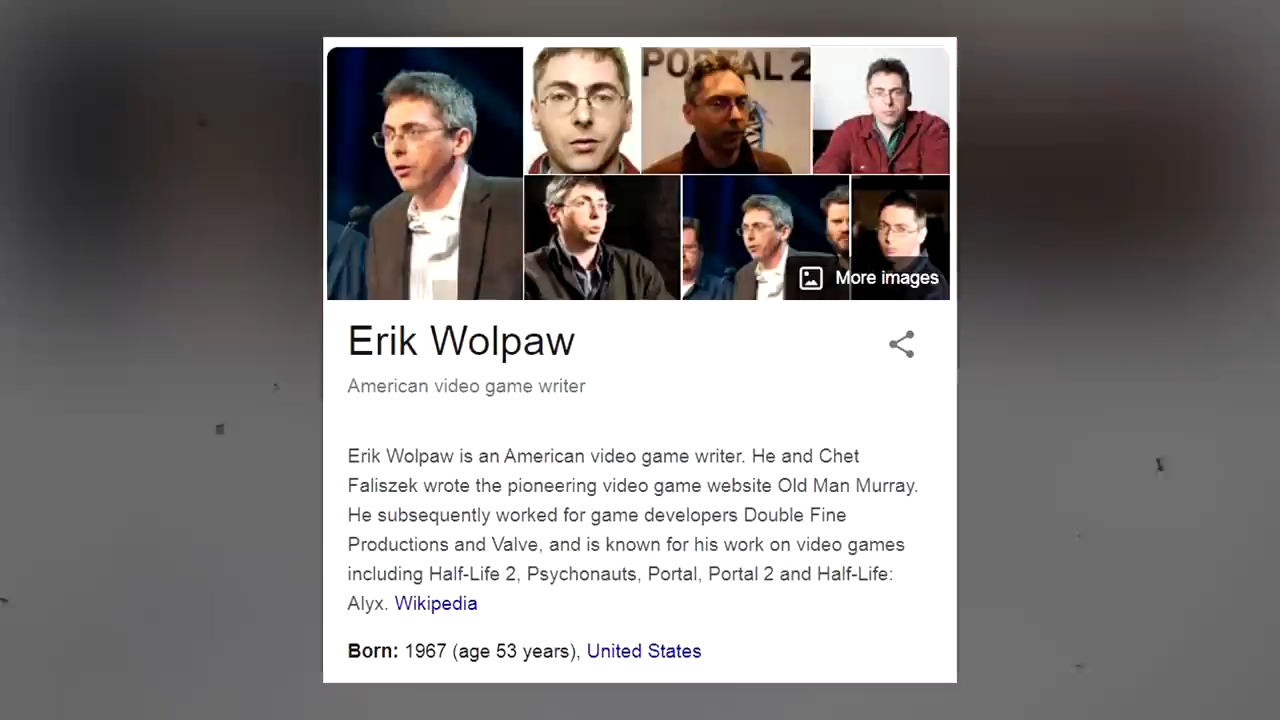 PORTAL 2
More images
Erik Wolpaw
American video game writer
Erik Wolpaw is an American video game writer. He and Chet
Faliszek wrote the pioneering video game website Old Man Murray.
He subsequently worked for game developers Double Fine
Productions and Valve, and is known for his work on video games
including Half-Life 2, Psychonauts, Portal, Portal 2 and Half-Life:
Alyx. Wikipedia
Born: 1967 (age 53 years), United States